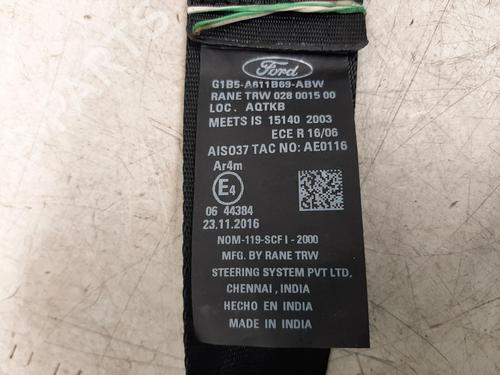 Ford
G1B5-A611B69-ABW
RANE TRW 028 0015 00
LOC. AQTKB
MEETS IS 15140 2003
ECE R 16/06
AIS037 TAC NO: AE0116
Ar4m
E4
06 44384
23.11.2016
NOM-119-SCFI-2000
MFG. BY RANE TRW
STEERING SYSTEM PVT LTD,
CHENNAI, INDIA
HECHO EN INDIA
MADE IN INDIA